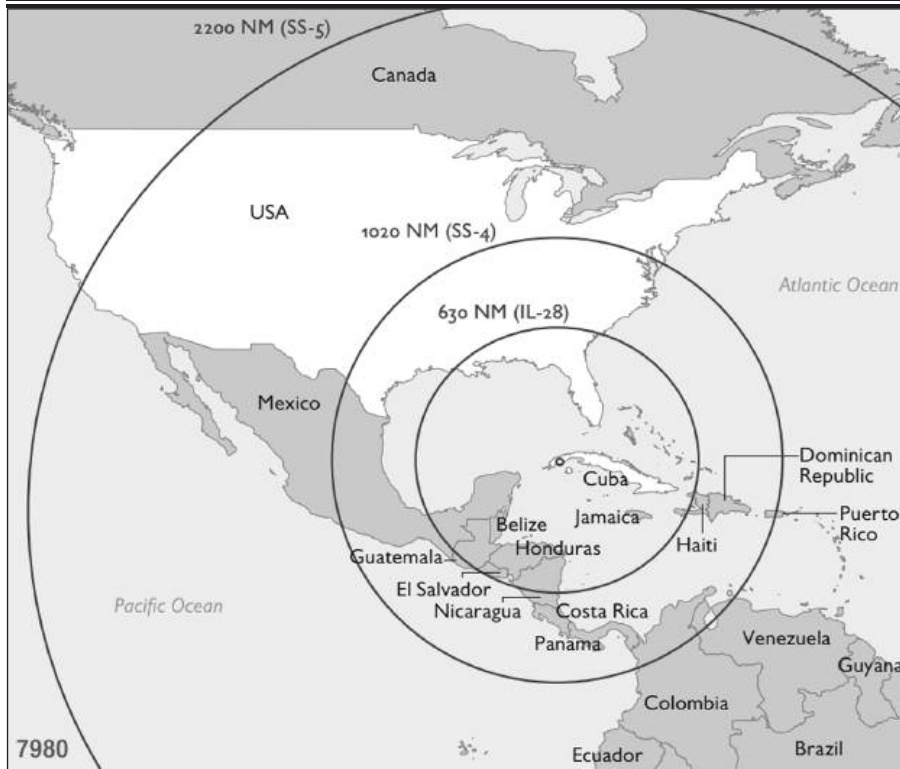 2200 NM (SS-5)
Canada
USA
1020 NM (SS-4)
Atlantic Ocean
630 NM (IL-28)
Mexico
Dominican
Republic
Cuba
Belize
Jamaica
Puerto
Rico
Haiti
Guatemala
Honduras
El Salvador
Nicaragua
Costa Rica
Pacific Ocean
Panama
Venezuela
Guyana
Colombia
7980
Ecuador
Brazil